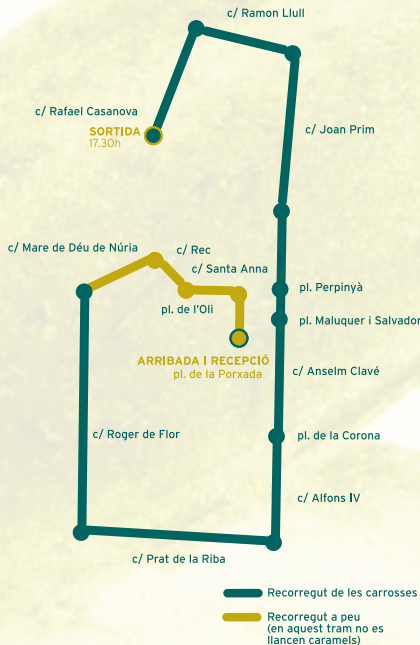 c/ Ramon Llull
c/ Rafael Casanova
SORTIDA
17.30h
c/ Joan Prim
c/ Mare de Déu de Núria
c/ Rec
c/ Santa Anna
pl. de l'Oli
pl. Perpinyà
pl. Maluquer i Salvador
ARRIBADA I RECEPCIÓ
pl. de la Porxada
c/ Anselm Clavé
c/ Roger de Flor
pl. de la Corona
c/ Alfons IV
c/ Prat de la Riba
Recorregut de les carrosses
Recorregut a peu
(en aquest tram no es
llancen caramels)